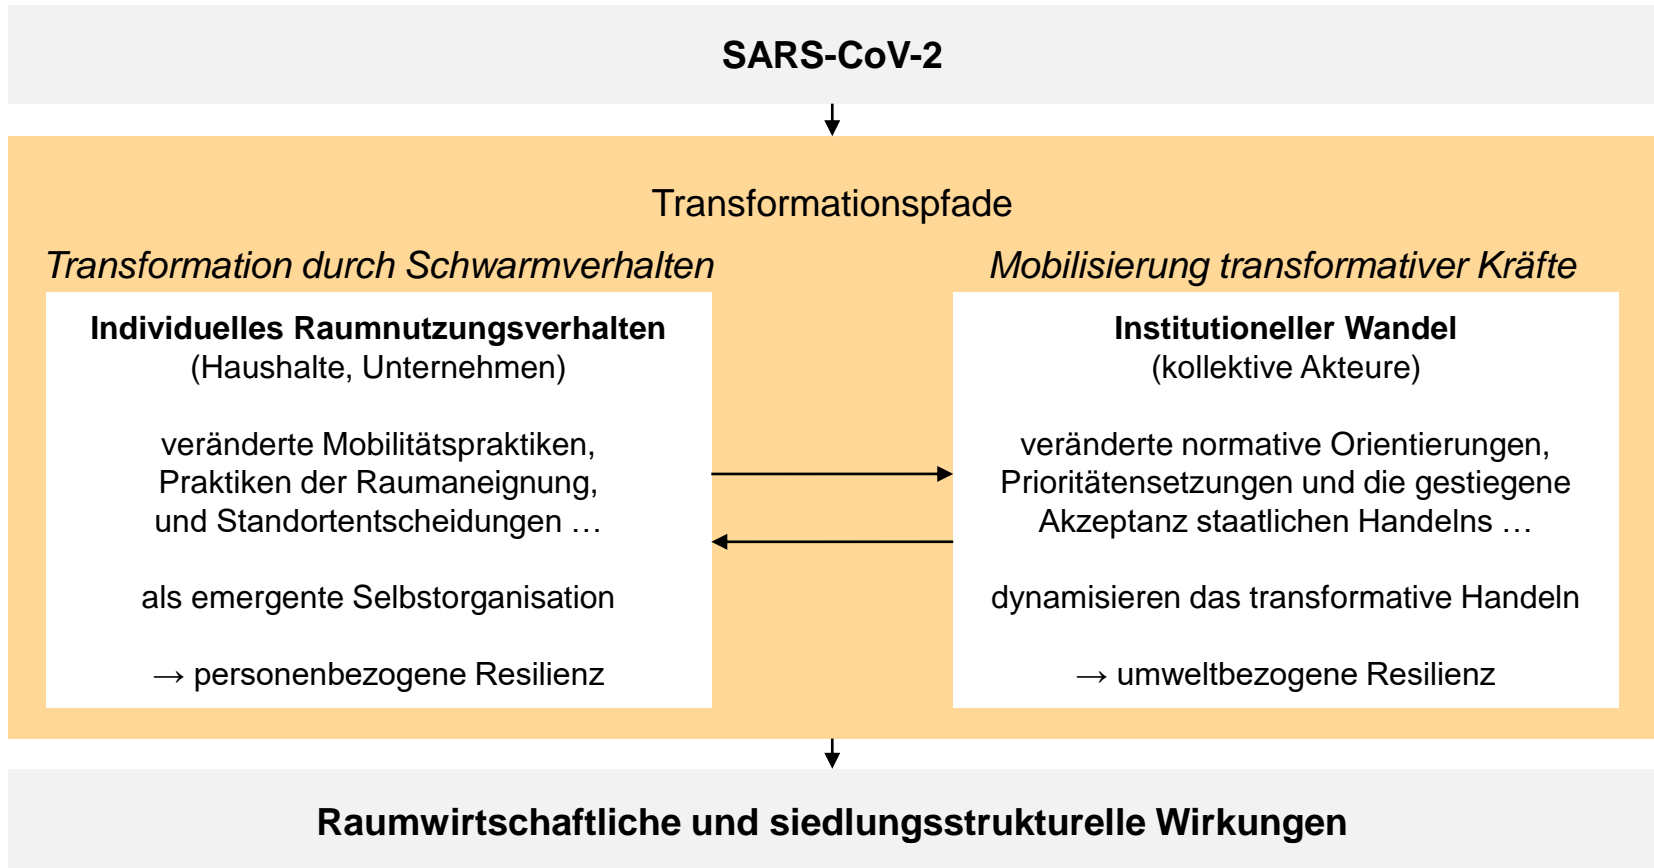 SARS-CoV-2
Transformationspfade
Transformation durch Schwarmverhalten
Individuelles Raumnutzungsverhalten
(Haushalte, Unternehmen)
veränderte Mobilitätspraktiken,
Praktiken der Raumaneignung,
und Standortentscheidungen …
als emergente Selbstorganisation
→ personenbezogene Resilienz
Mobilisierung transformativer Kräfte
Institutioneller Wandel
(kollektive Akteure)
veränderte normative Orientierungen,
Prioritätensetzungen und die gestiegene
Akzeptanz staatlichen Handelns …
dynamisieren das transformative Handeln
→ umweltbezogene Resilienz
Raumwirtschaftliche und siedlungsstrukturelle Wirkungen